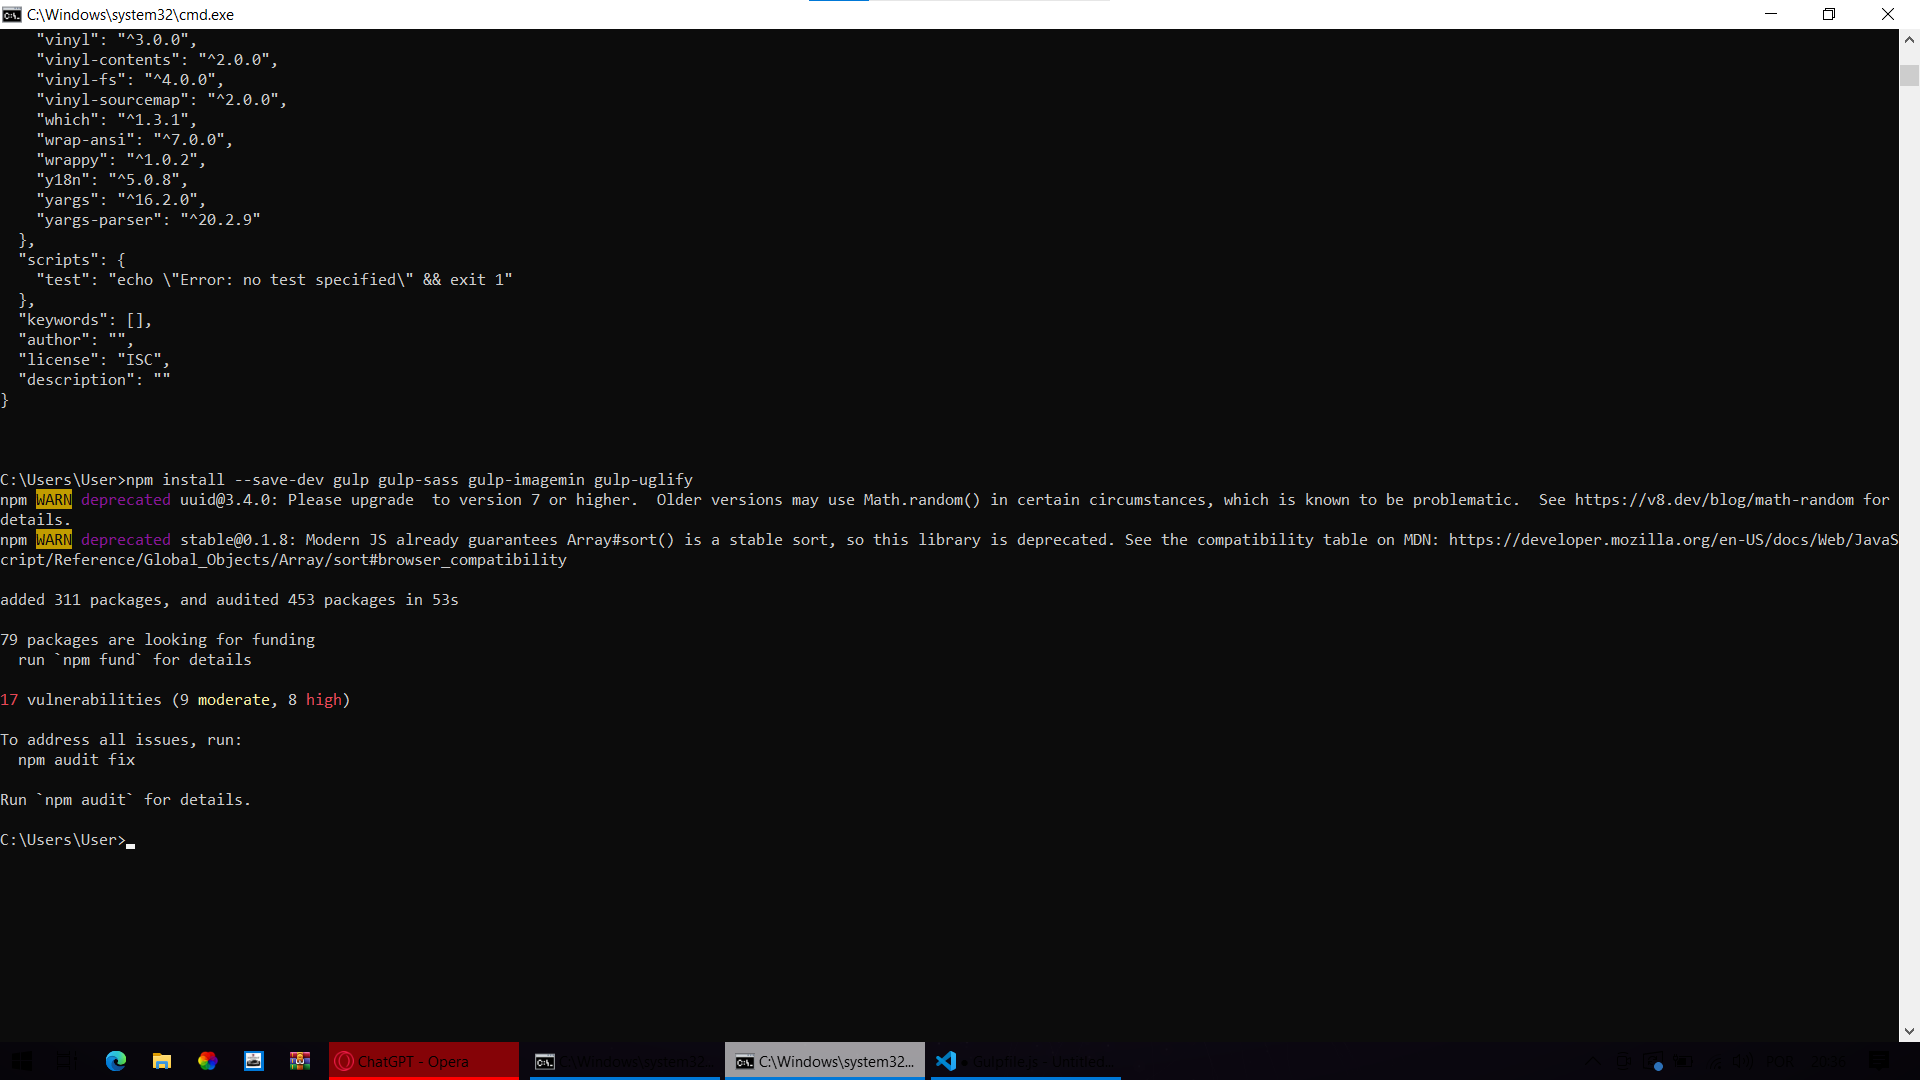 C:\Windows\system32\cmd.exe
    "vinyl": "^3.0.0",
    "vinyl-contents": "^2.0.0",
    "vinyl-fs": "^4.0.0",
    "vinyl-sourcemap": "^2.0.0",
    "which": "^1.3.1",
    "wrap-ansi": "^7.0.0",
    "wrappy": "^1.0.2",
    "y18n": "^5.0.8",
    "yargs": "^16.2.0",
    "yargs-parser": "^20.2.9"
  },
  "scripts": {
    "test": "echo \"Error: no test specified\" && exit 1"
  },
  "keywords": [],
  "author": "",
  "license": "ISC",
  "description": ""
}
C:\Users\User>npm install --save-dev gulp gulp-sass gulp-imagemin gulp-uglify
npm WARN deprecated uuid@3.4.0: Please upgrade  to version 7 or higher.  Older versions may use Math.random() in certain circumstances, which is known to be problematic.  See https://v8.dev/blog/math-random for
details.
npm WARN deprecated stable@0.1.8: Modern JS already guarantees Array#sort() is a stable sort, so this library is deprecated. See the compatibility table on MDN: https://developer.mozilla.org/en-US/docs/Web/JavaS
cript/Reference/Global_Objects/Array/sort#browser_compatibility
added 311 packages, and audited 453 packages in 53s
79 packages are looking for funding
  run `npm fund` for details
17 vulnerabilities (9 moderate, 8 high)
To address all issues, run:
  npm audit fix
Run `npm audit` for details.
C:\Users\User>
ChatGPT - Opera
C:\Windows\system32...
C:\Windows\system32...
● Gulpfile.js - Untitled...